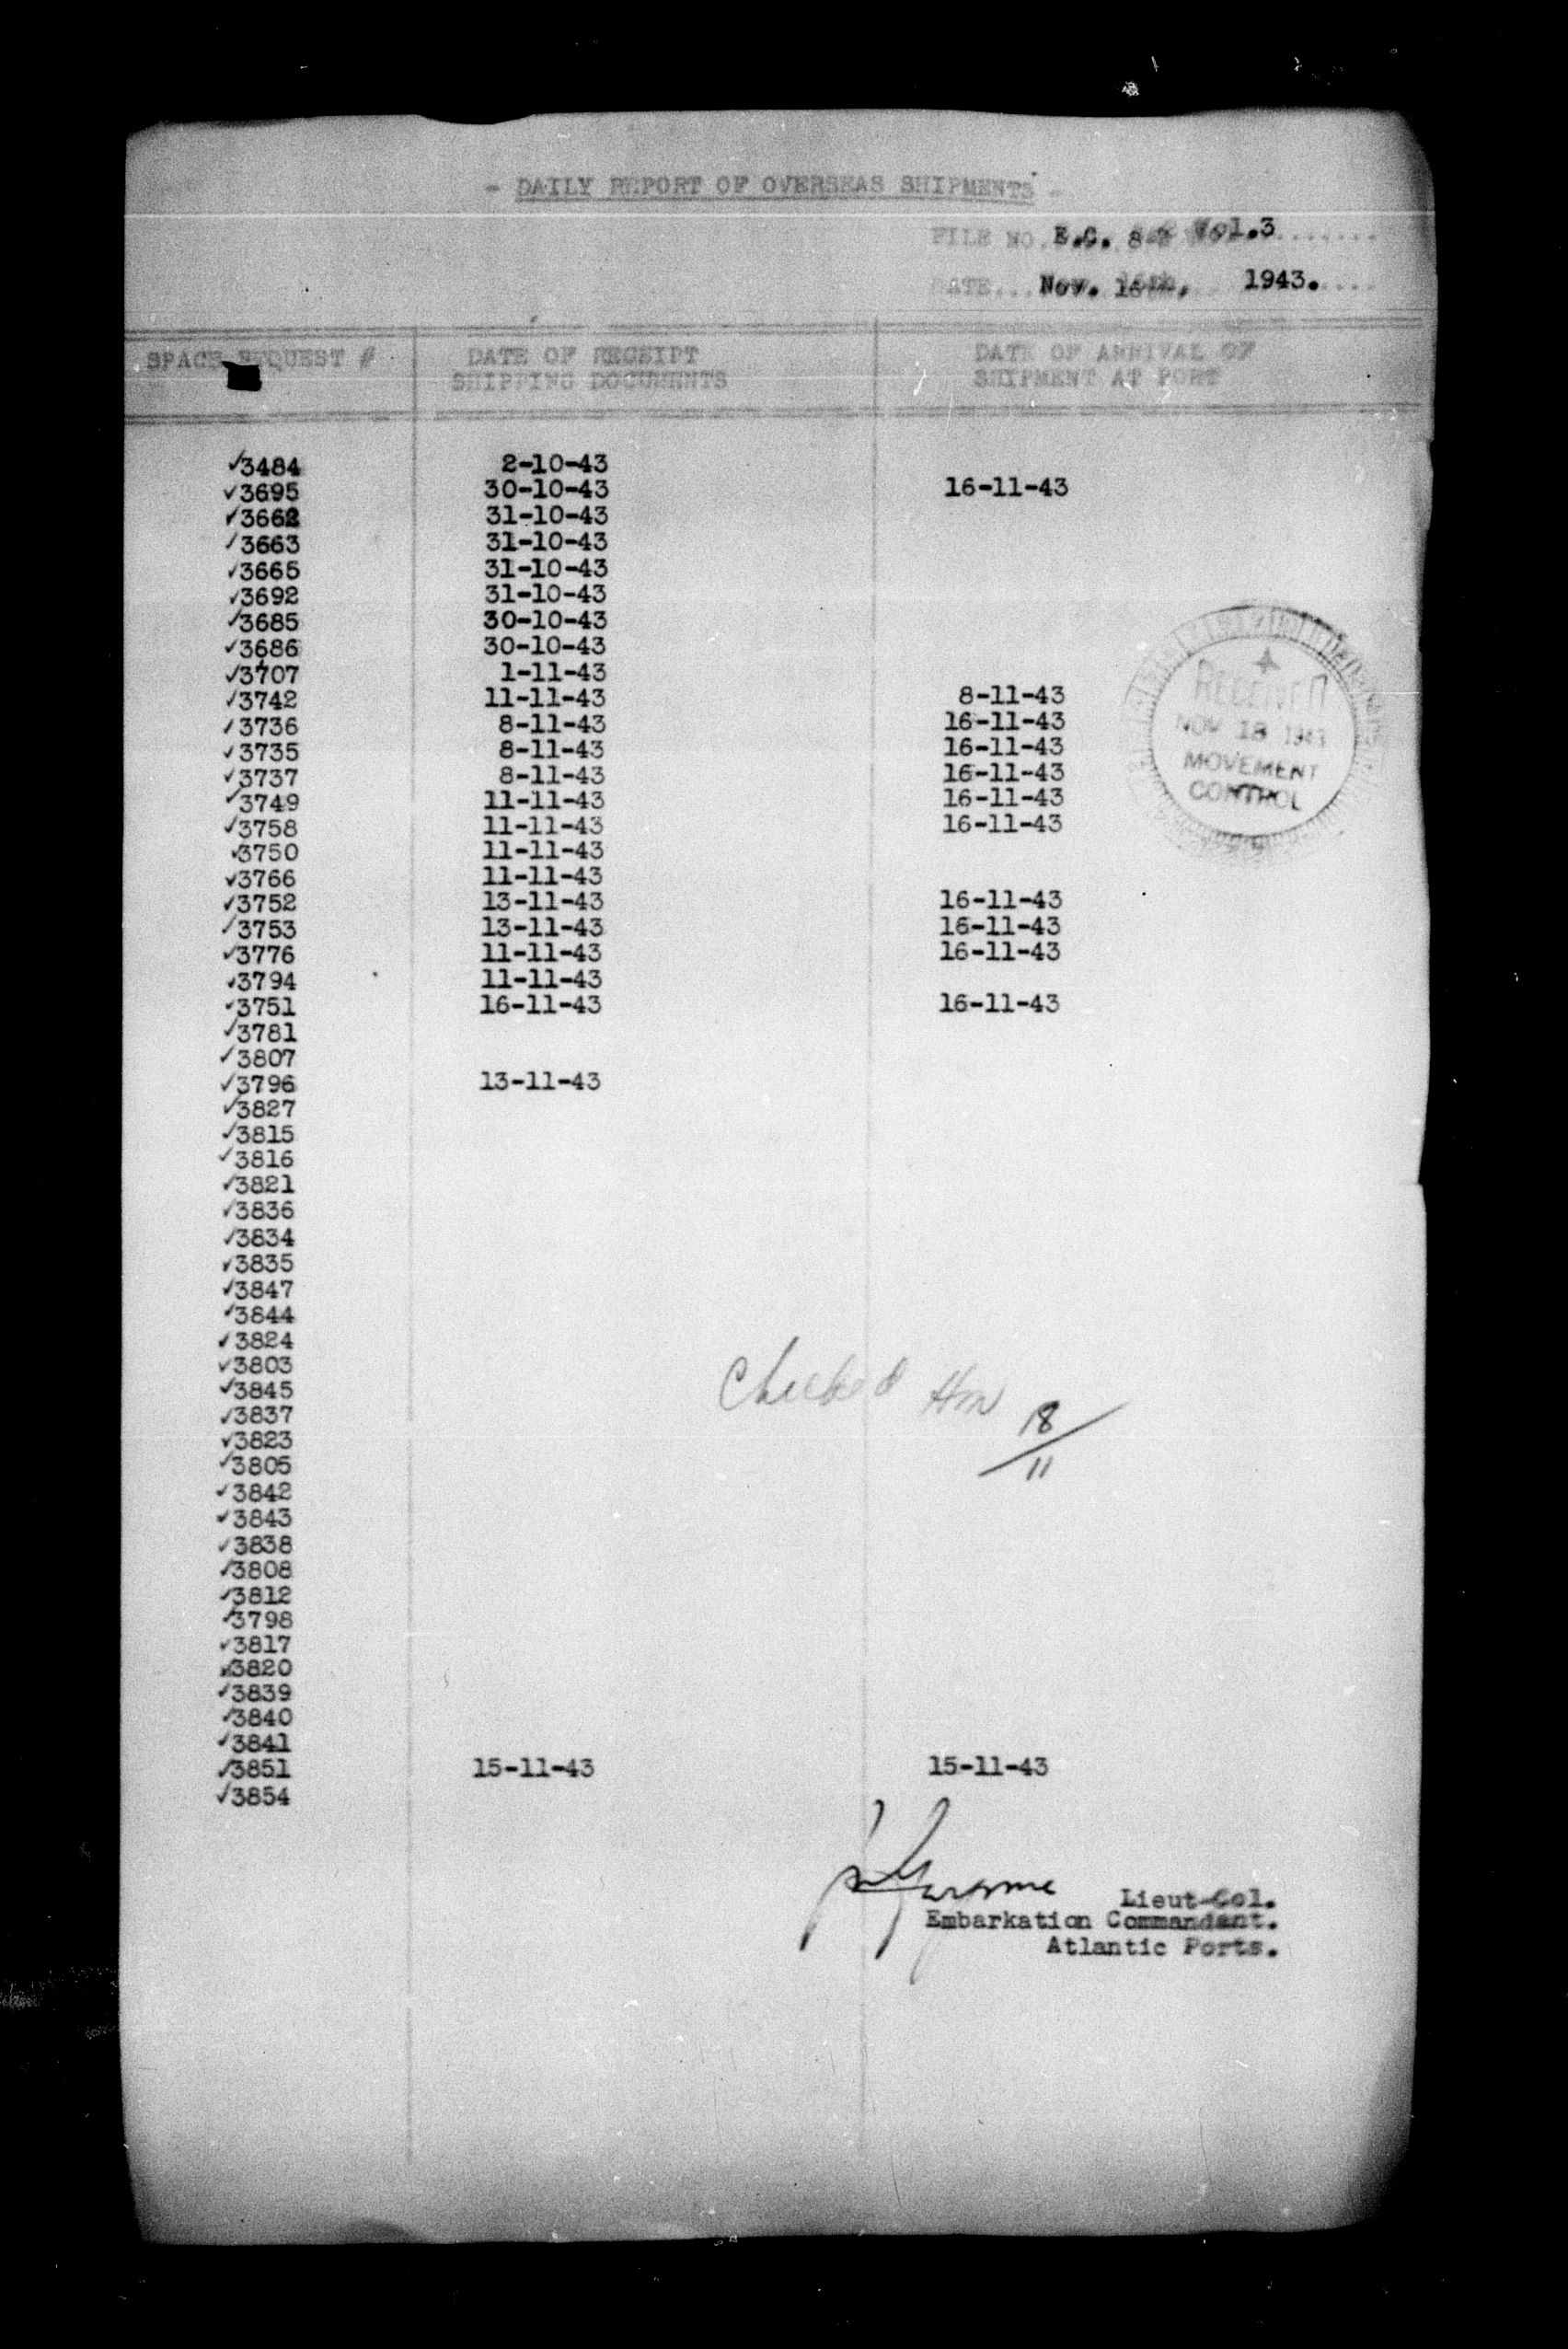 - DAILY REPORT OF OVERSEAS SHIPMENTS -
FILE NO. E.C. 8-2 Vol.3
DATE... Nov. 16th, 1943.
SPACE REQUEST # DATE OF RECEIPT DATE OF ARRIVAL OF
SHIPPING DOCUMENTS SHIPMENT AT PORT
✓3484 2-10-43
✓3695 30-10-43 16-11-43
✓3662 31-10-43
✓3663 31-10-43
✓3665 31-10-43
✓3692 31-10-43
✓3685 30-10-43
✓3686 30-10-43
✓3707 1-11-43
✓3742 11-11-43 8-11-43
✓3736 8-11-43 16-11-43
✓3735 8-11-43 16-11-43
✓3737 8-11-43 16-11-43
✓3749 11-11-43 16-11-43
✓3758 11-11-43 16-11-43
✓3750 11-11-43
✓3766 11-11-43
✓3752 13-11-43 16-11-43
✓3753 13-11-43 16-11-43
✓3776 11-11-43 16-11-43
✓3794 11-11-43
✓3751 16-11-43 16-11-43
✓3781
✓3807
✓3796 13-11-43
✓3827
✓3815
✓3816
✓3821
✓3836
✓3834
✓3835
✓3847
✓3844
✓3824
✓3803
✓3845
✓3837
✓3823
✓3805
✓3842
✓3843
✓3838
✓3808
✓3812
✓3798
✓3817
✓3820
✓3839
✓3840
✓3841
✓3851 15-11-43 15-11-43
✓3854
RECEIVED
NOV 18 1943
MOVEMENT
CONTROL
Checked
18/11
Lieut-Col.
Embarkation Commandant.
Atlantic Ports.